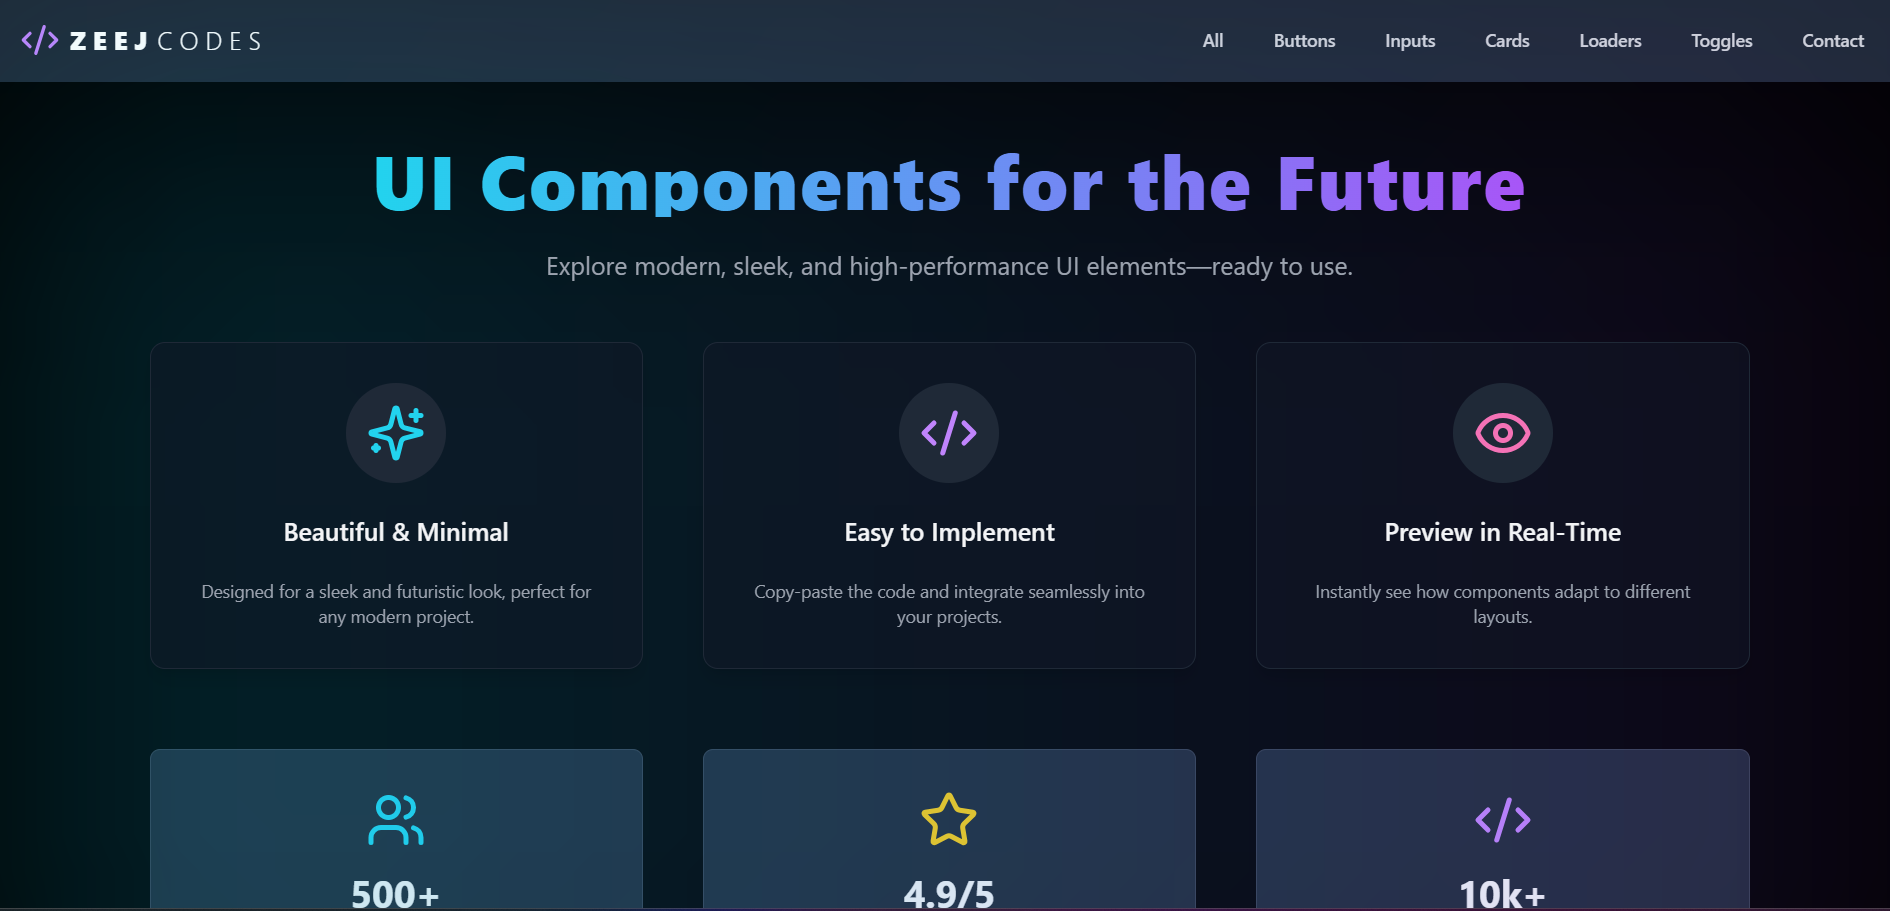 ZEEJCODES
All Buttons Inputs Cards Loaders Toggles Contact
UI Components for the Future
Explore modern, sleek, and high-performance UI elements—ready to use.
Beautiful & Minimal
Designed for a sleek and futuristic look, perfect for
any modern project.
Easy to Implement
Copy-paste the code and integrate seamlessly into
your projects.
Preview in Real-Time
Instantly see how components adapt to different
layouts.
500+
4.9/5
10k+